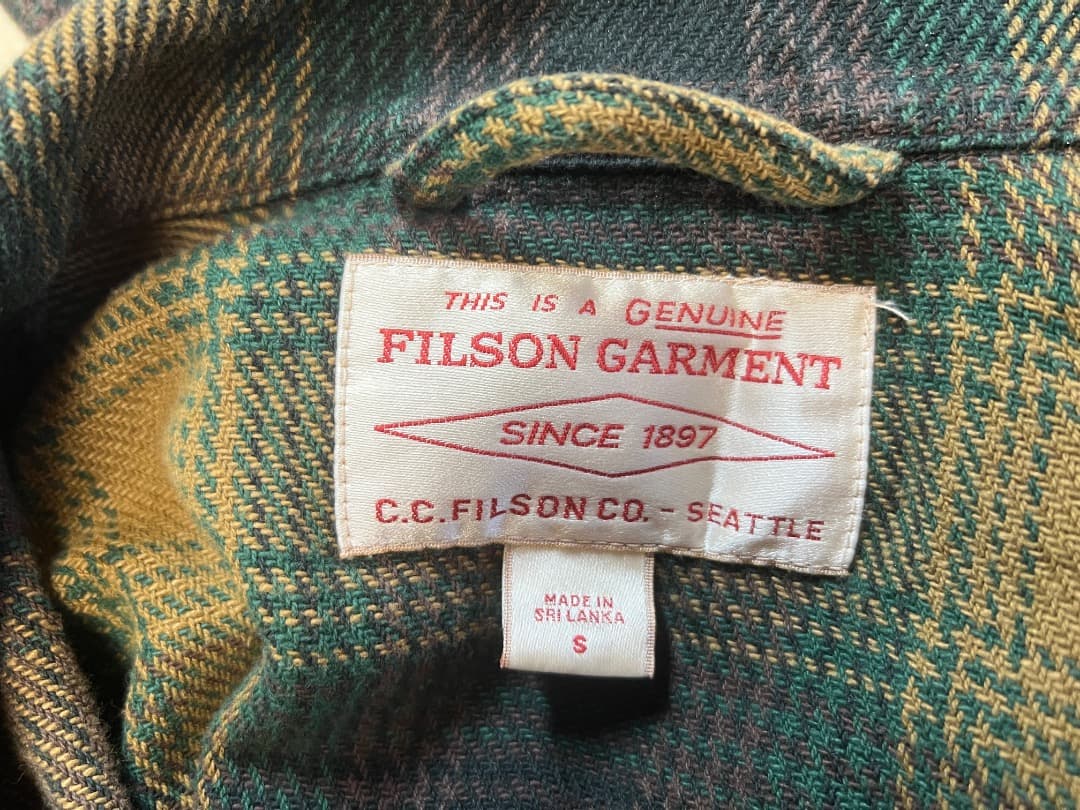 THIS IS A GENUINE
FILSON GARMENT
SINCE 1897
C.C. FILSON CO. - SEATTLE
MADE IN
SRI LANKA
S